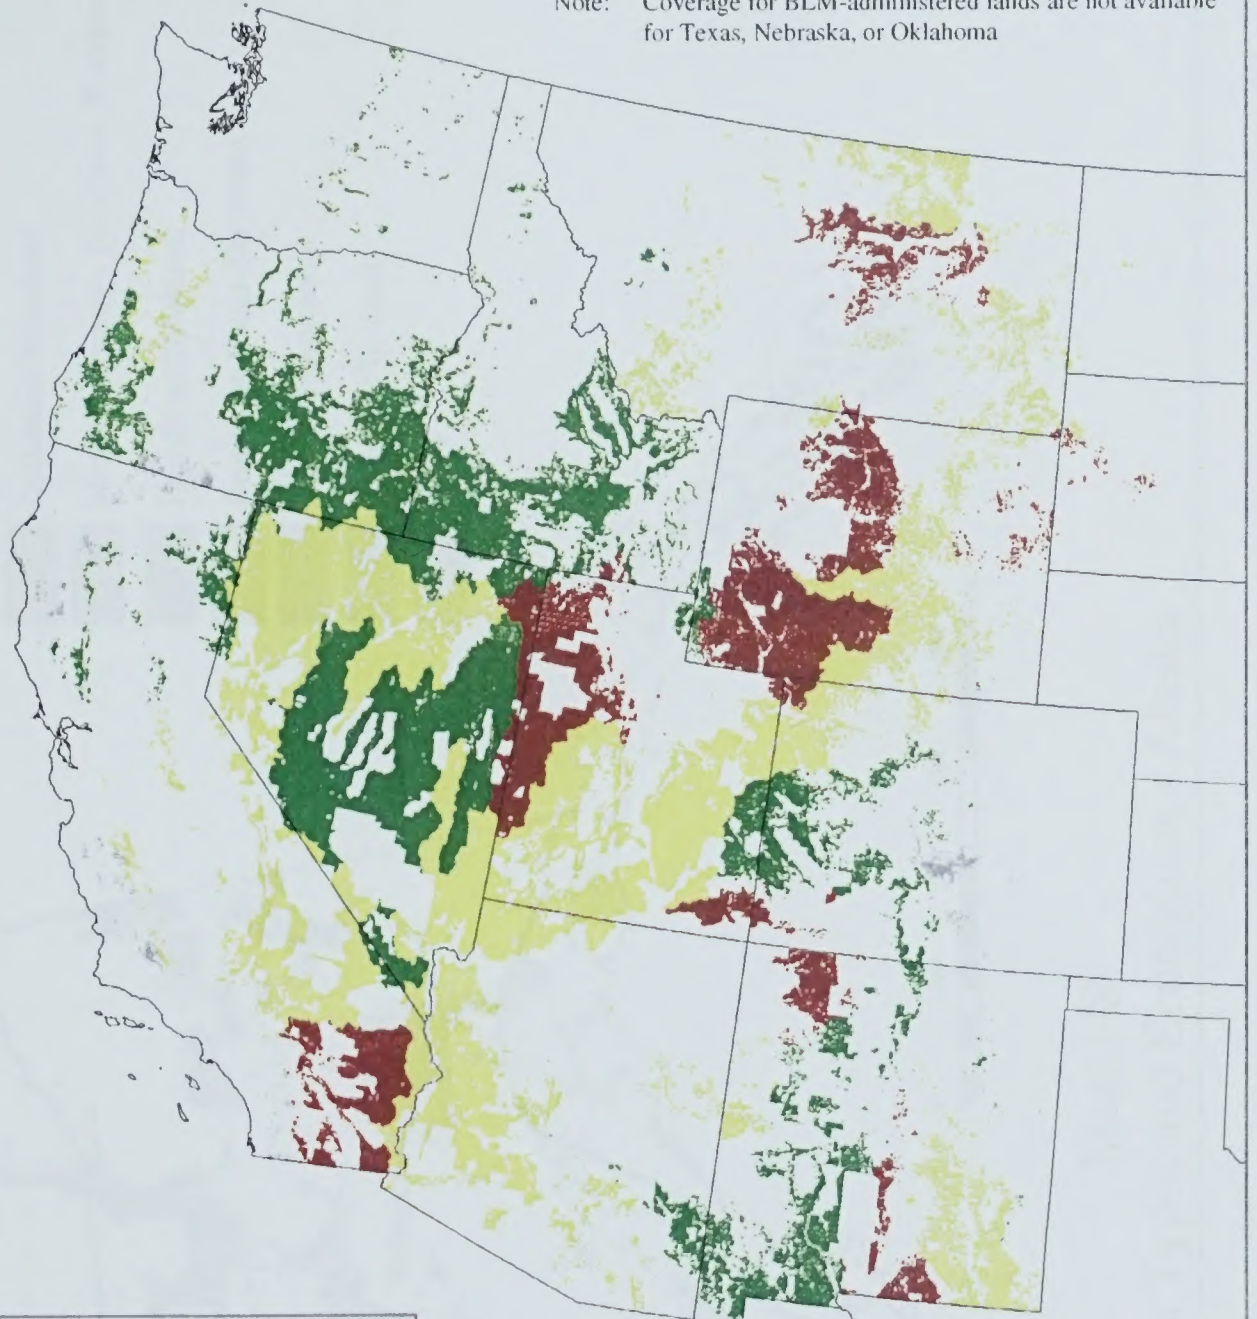 Note: Coverage for BLM-administered lands are not available
for Texas, Nebraska, or Oklahoma